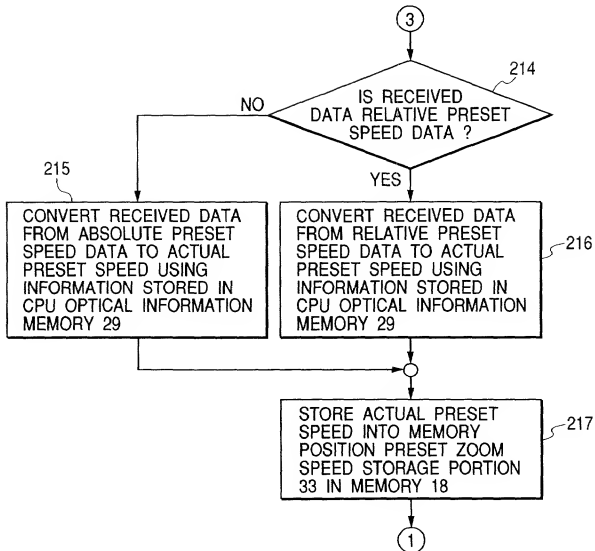 3
214
IS RECEIVED
DATA RELATIVE PRESET
SPEED DATA ?
NO
YES
215
CONVERT RECEIVED DATA
FROM ABSOLUTE PRESET
SPEED DATA TO ACTUAL
PRESET SPEED USING
INFORMATION STORED IN
CPU OPTICAL INFORMATION
MEMORY 29
216
CONVERT RECEIVED DATA
FROM RELATIVE PRESET
SPEED DATA TO ACTUAL
PRESET SPEED USING
INFORMATION STORED IN
CPU OPTICAL INFORMATION
MEMORY 29
217
STORE ACTUAL PRESET
SPEED INTO MEMORY
POSITION PRESET ZOOM
SPEED STORAGE PORTION
33 IN MEMORY 18
1